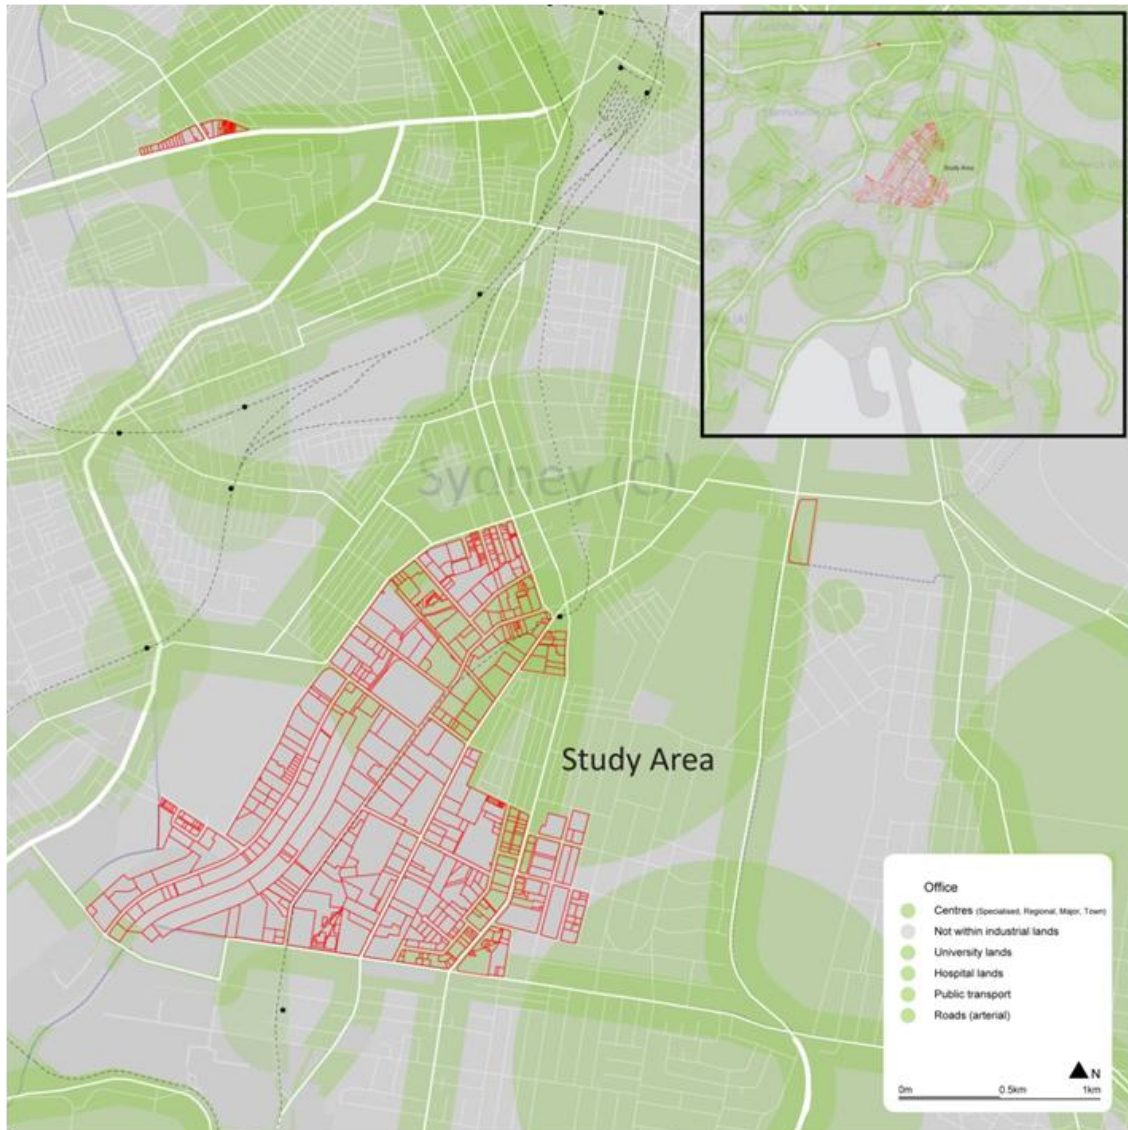 Study Area
Sydney (C)
Study Area
Office
Centres (Specialised, Regional, Major, Town)
Not within industrial lands
University lands
Hospital lands
Public transport
Roads (arterial)
N
0m 0.5km 1km